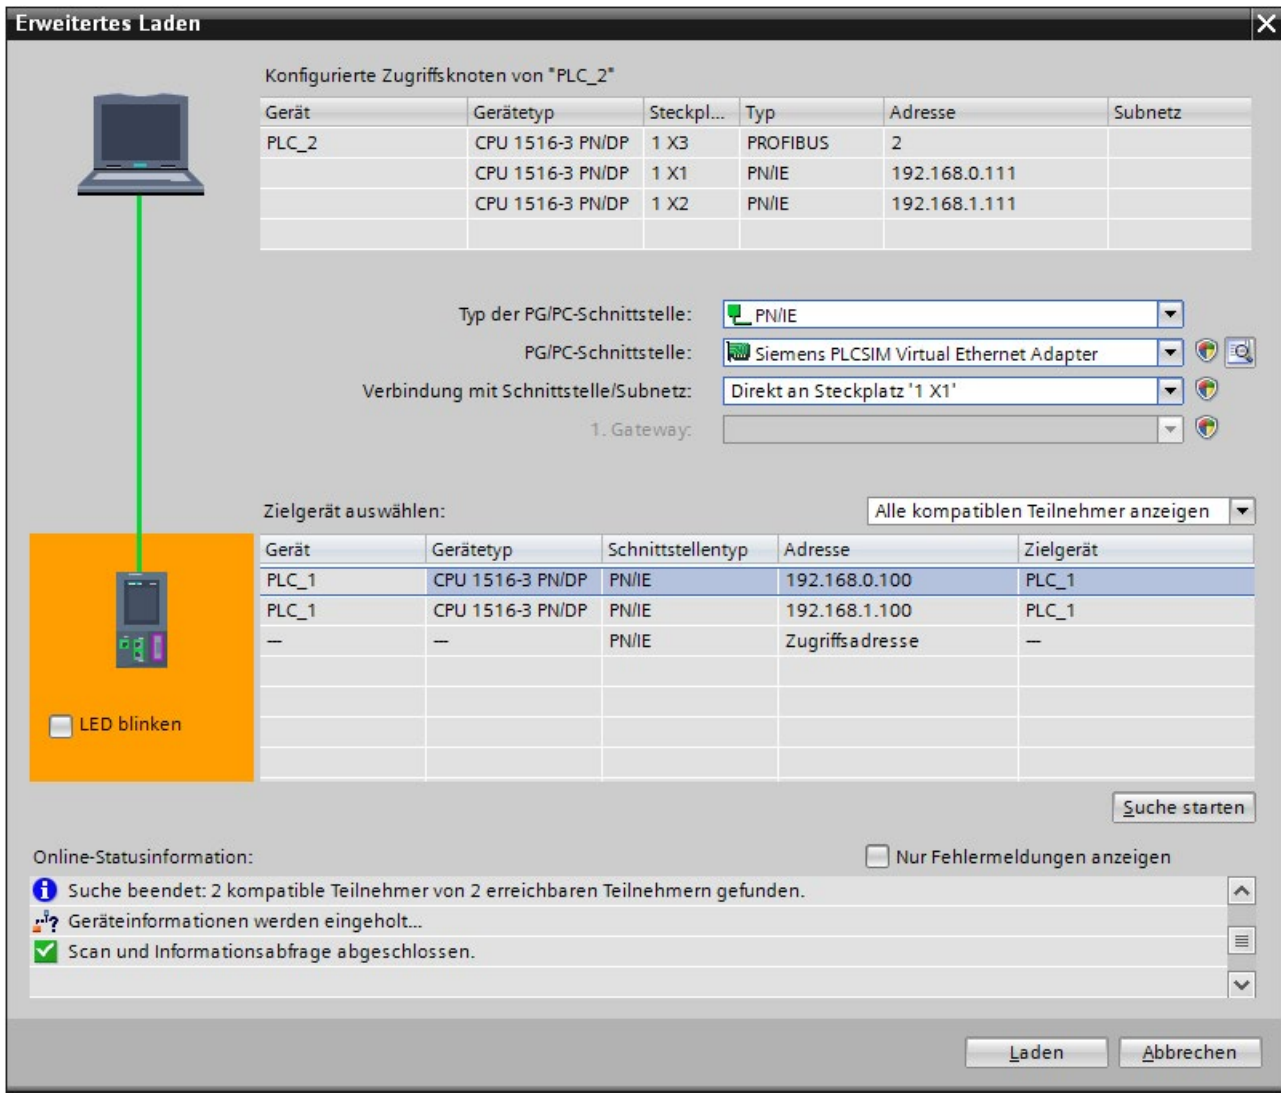 Erweitertes Laden
Konfigurierte Zugriffsknoten von "PLC_2"
Gerät Gerätetyp Steckpl... Typ Adresse Subnetz
PLC_2 CPU 1516-3 PN/DP 1 X3 PROFIBUS 2
CPU 1516-3 PN/DP 1 X1 PN/IE 192.168.0.111
CPU 1516-3 PN/DP 1 X2 PN/IE 192.168.1.111
Typ der PG/PC-Schnittstelle: PN/IE
PG/PC-Schnittstelle: Siemens PLCSIM Virtual Ethernet Adapter
Verbindung mit Schnittstelle/Subnetz: Direkt an Steckplatz '1 X1'
1. Gateway:
Zielgerät auswählen: Alle kompatiblen Teilnehmer anzeigen
Gerät Gerätetyp Schnittstellentyp Adresse Zielgerät
PLC_1 CPU 1516-3 PN/DP PN/IE 192.168.0.100 PLC_1
PLC_1 CPU 1516-3 PN/DP PN/IE 192.168.1.100 PLC_1
— — PN/IE Zugriffsadresse —
LED blinken
Suche starten
Online-Statusinformation: Nur Fehlermeldungen anzeigen
Suche beendet: 2 kompatible Teilnehmer von 2 erreichbaren Teilnehmern gefunden.
Geräteinformationen werden eingeholt...
Scan und Informationsabfrage abgeschlossen.
Laden Abbrechen